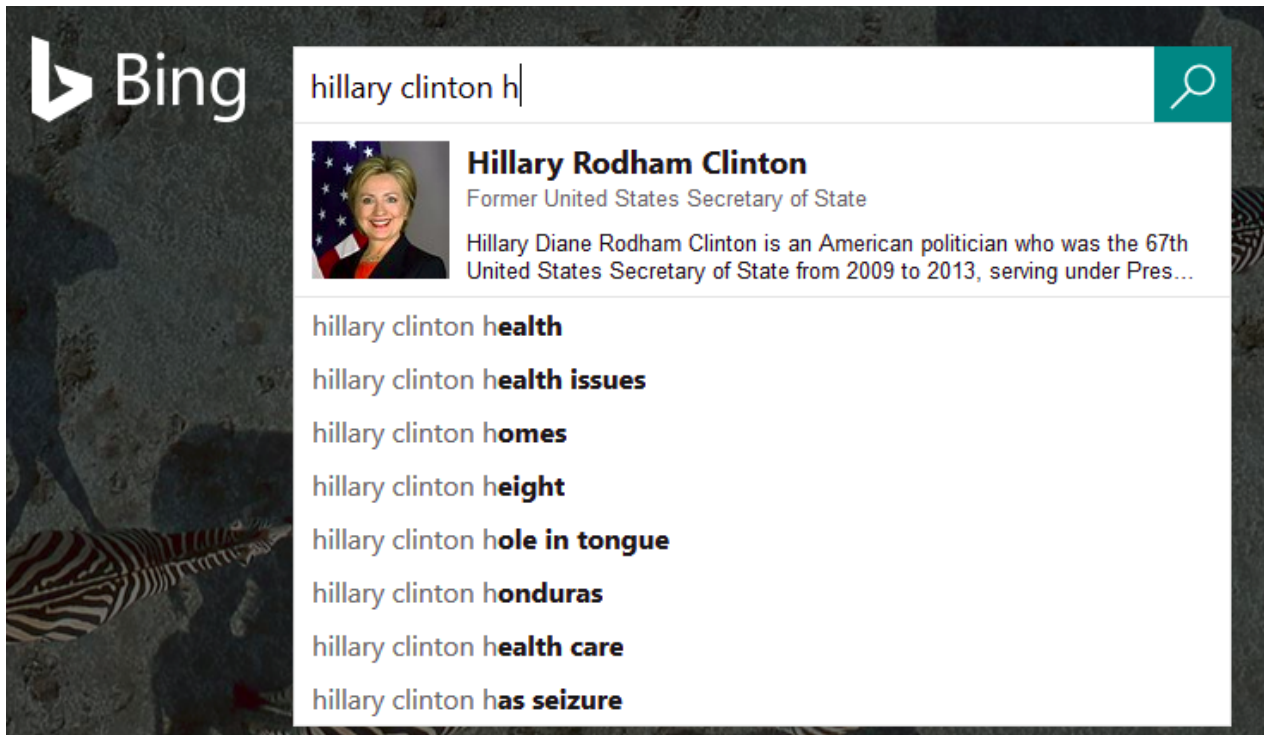 Bing
hillary clinton h
Hillary Rodham Clinton
Former United States Secretary of State
Hillary Diane Rodham Clinton is an American politician who was the 67th
United States Secretary of State from 2009 to 2013, serving under Pres...
hillary clinton health
hillary clinton health issues
hillary clinton homes
hillary clinton height
hillary clinton hole in tongue
hillary clinton honduras
hillary clinton health care
hillary clinton has seizure